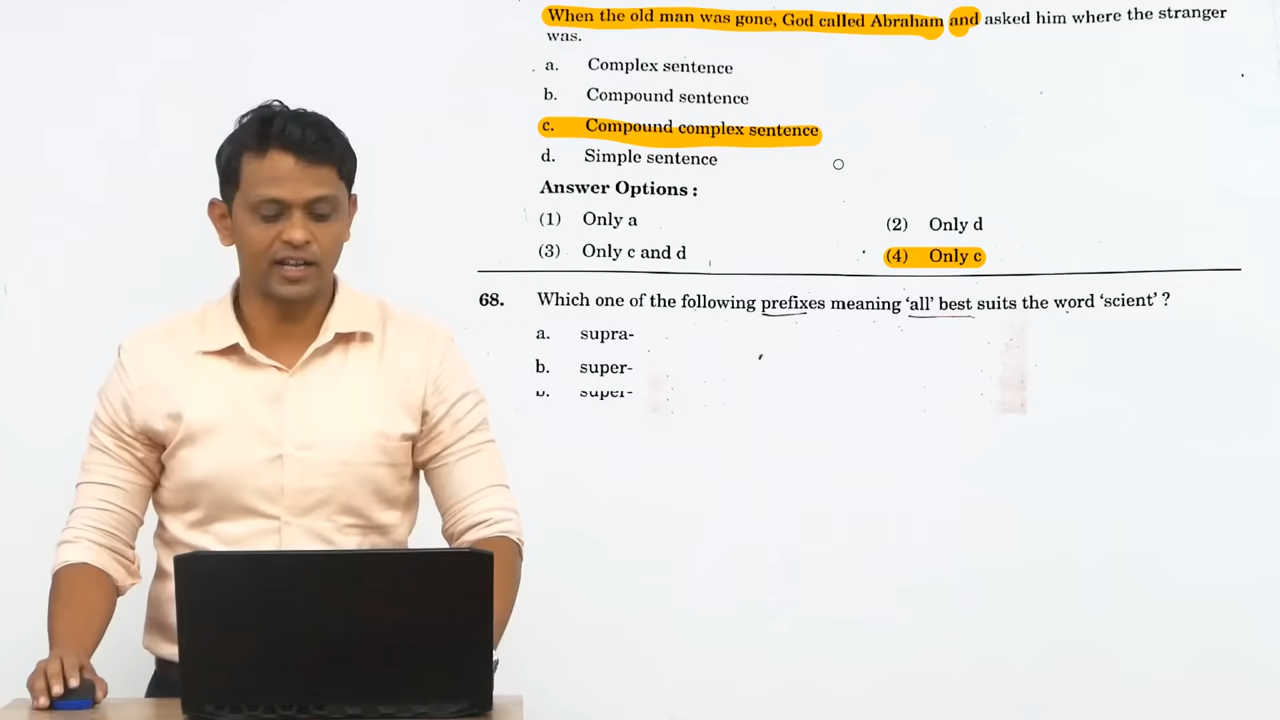 When the old man was gone, God called Abraham and asked him where the stranger
was.
a. Complex sentence
b. Compound sentence
c. Compound complex sentence
d. Simple sentence
Answer Options :
(1) Only a (2) Only d
(3) Only c and d (4) Only c
68. Which one of the following prefixes meaning ‘all’ best suits the word ‘scient’ ?
a. supra-
b. super-
b. super-